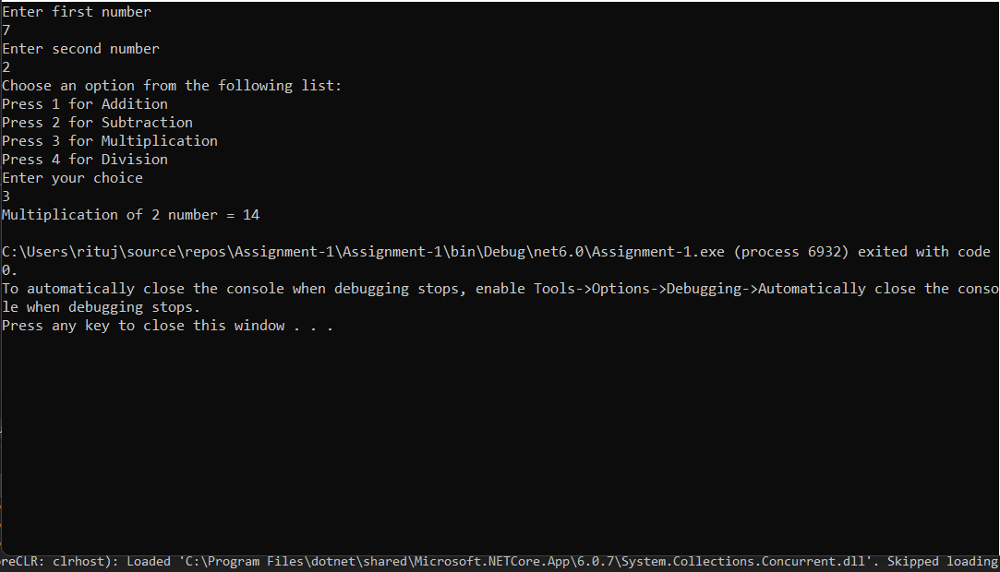 Enter first number
7
Enter second number
2
Choose an option from the following list:
Press 1 for Addition
Press 2 for Subtraction
Press 3 for Multiplication
Press 4 for Division
Enter your choice
3
Multiplication of 2 number = 14
C:\Users\rituj\source\repos\Assignment-1\Assignment-1\bin\Debug\net6.0\Assignment-1.exe (process 6932) exited with code
0.
To automatically close the console when debugging stops, enable Tools->Options->Debugging->Automatically close the conso
le when debugging stops.
Press any key to close this window . . .
reCLR: clrhost): Loaded 'C:\Program Files\dotnet\shared\Microsoft.NETCore.App\6.0.7\System.Collections.Concurrent.dll'. Skipped loading